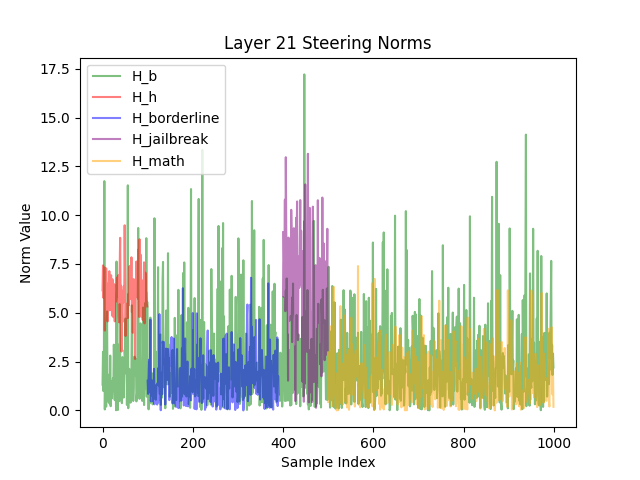 Layer 21 Steering Norms
H_b
H_h
H_borderline
H_jailbreak
H_math
Norm Value
17.5
15.0
12.5
10.0
7.5
5.0
2.5
0.0
0
200
400
600
800
1000
Sample Index